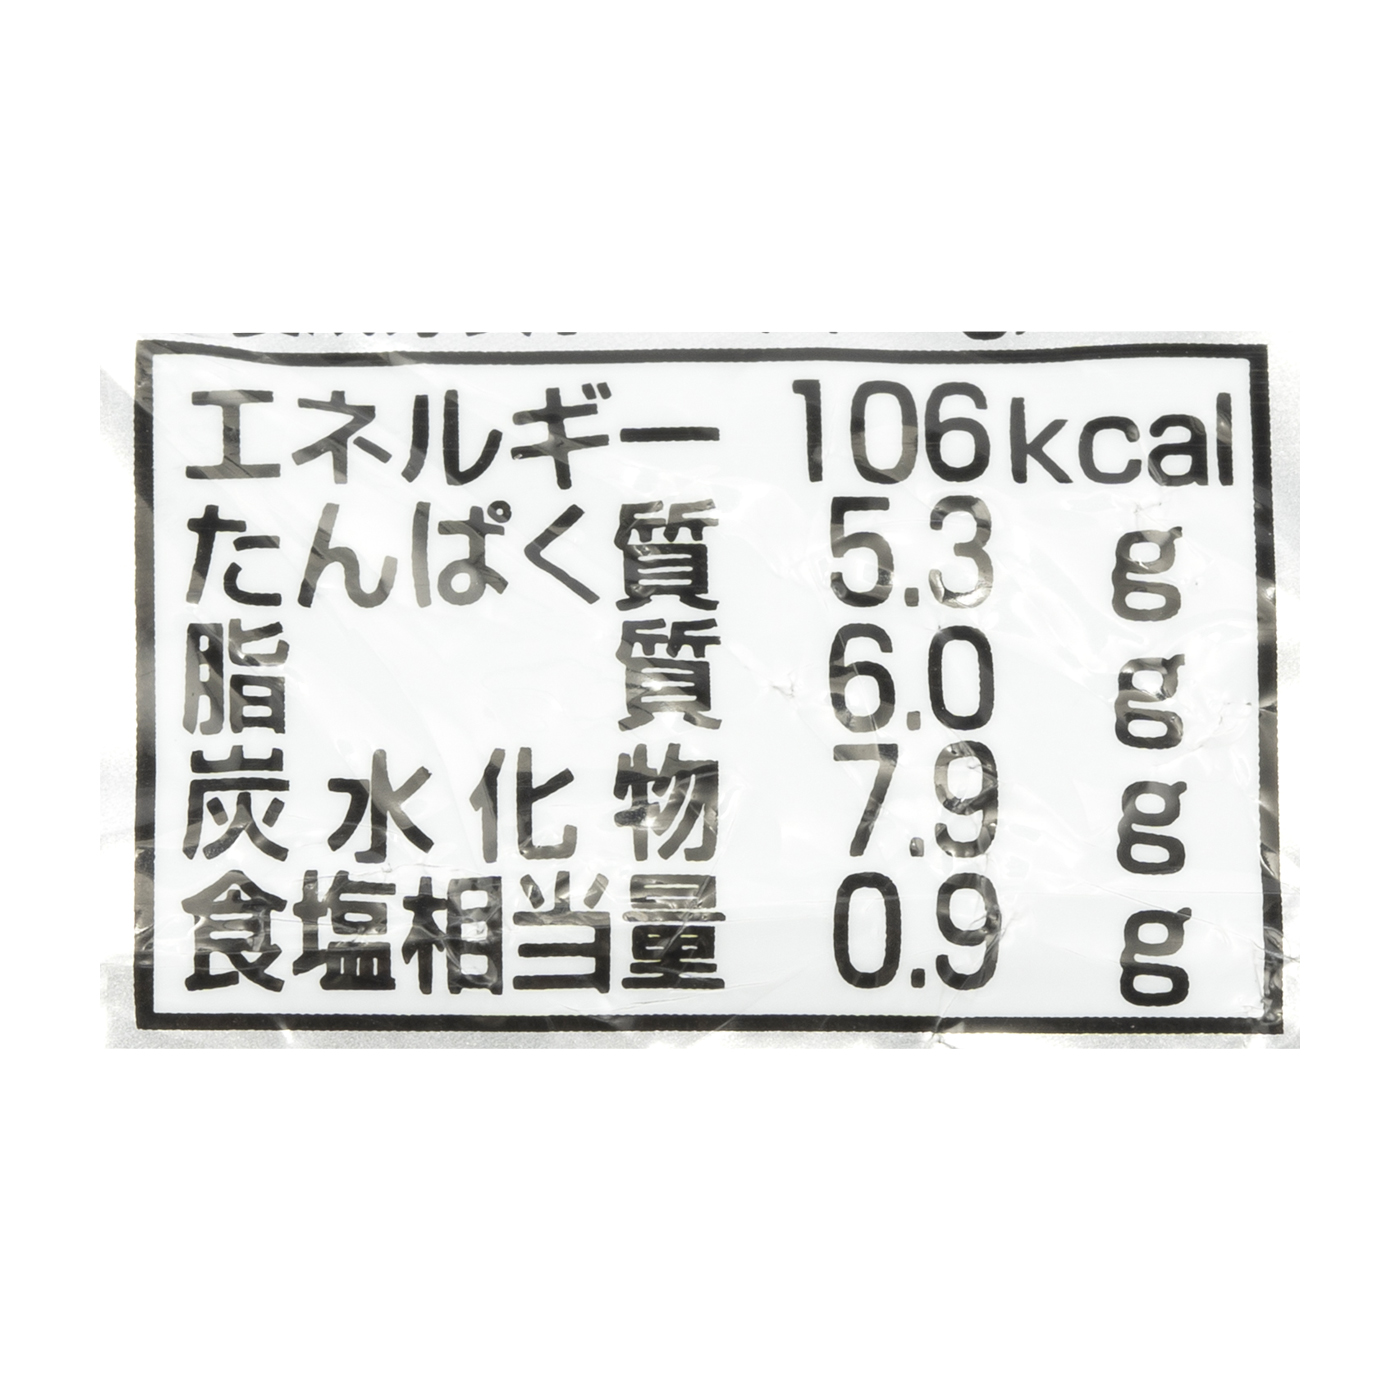 エネルギー 106kcal
たんぱく質 5.3 g
脂質 6.0 g
炭水化物 7.9 g
食塩相当量 0.9 g